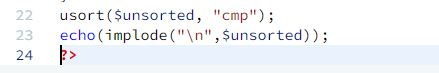 22 usort($unsorted, "cmp");
23 echo(implode("\n",$unsorted));
24 ?>